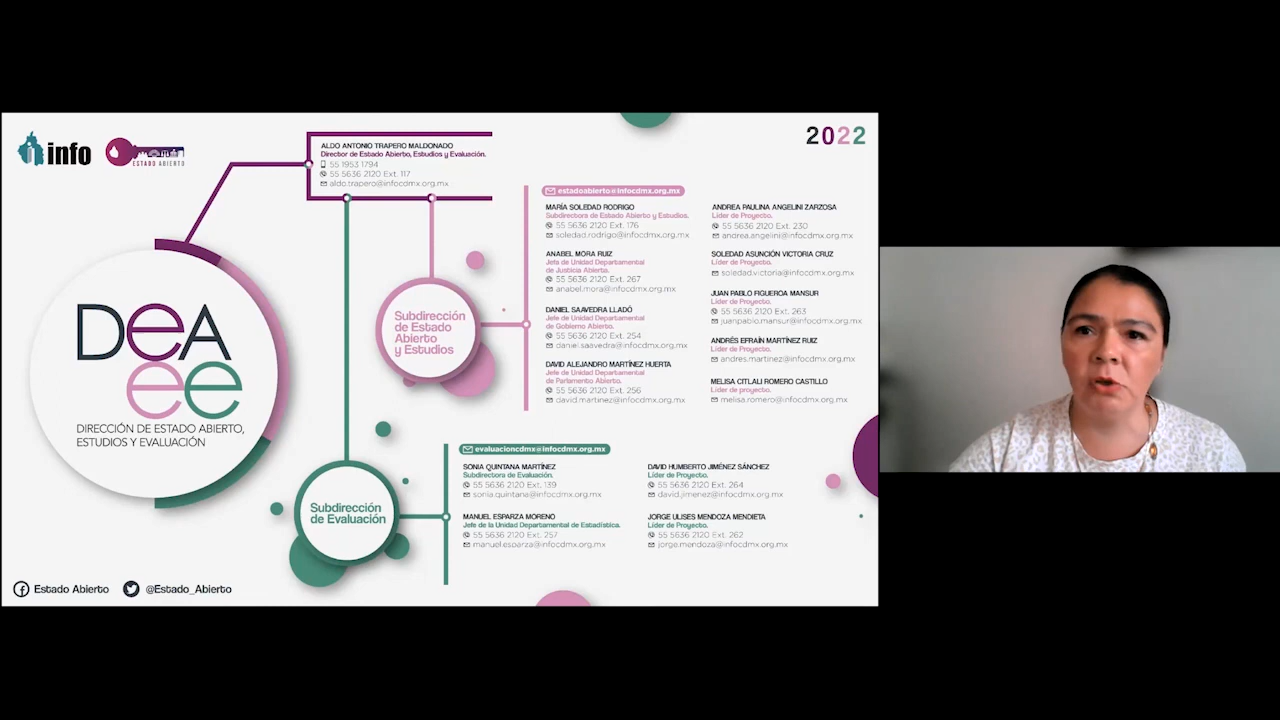 info
ESTADO ABIERTO
2022
ALDO ANTONIO TRAPERO MALDONADO
Director de Estado Abierto, Estudios y Evaluación.
55 1953 1794
55 5636 2120 Ext. 117
aldo.trapero@infocdmx.org.mx
DeA
ee
DIRECCIÓN DE ESTADO ABIERTO,
ESTUDIOS Y EVALUACIÓN
Subdirección
de Estado
Abierto
y Estudios
estadoabierto@infocdmx.org.mx
MARÍA SOLEDAD RODRIGO
Subdirectora de Estado Abierto y Estudios.
55 5636 2120 Ext. 176
soledad.rodrigo@infocdmx.org.mx
ANABEL MORA RUIZ
Jefa de Unidad Departamental
de Justicia Abierta.
55 5636 2120 Ext. 267
anabel.mora@infocdmx.org.mx
DANIEL SAAVEDRA LLADÓ
Jefe de Unidad Departamental
de Gobierno Abierto.
55 5636 2120 Ext. 254
daniel.saavedra@infocdmx.org.mx
DAVID ALEJANDRO MARTÍNEZ HUERTA
Jefe de Unidad Departamental
de Parlamento Abierto.
55 5636 2120 Ext. 256
david.martinez@infocdmx.org.mx
ANDREA PAULINA ANGELINI ZARZOSA
Líder de Proyecto.
55 5636 2120 Ext. 230
andrea.angelini@infocdmx.org.mx
SOLEDAD ASUNCIÓN VICTORIA CRUZ
Líder de Proyecto.
soledad.victoria@infocdmx.org.mx
JUAN PABLO FIGUEROA MANSUR
Líder de Proyecto.
55 5636 2120 Ext. 263
juanpablo.mansur@infocdmx.org.mx
ANDRÉS EFRAÍN MARTÍNEZ RUIZ
Líder de Proyecto.
andres.martinez@infocdmx.org.mx
MELISA CITLALI ROMERO CASTILLO
Líder de proyecto.
melisa.romero@infocdmx.org.mx
Subdirección
de Evaluación
evaluacioncdmx@infocdmx.org.mx
SONIA QUINTANA MARTÍNEZ
Subdirectora de Evaluación.
55 5636 2120 Ext. 139
sonia.quintana@infocdmx.org.mx
MANUEL ESPARZA MORENO
Jefe de la Unidad Departamental de Estadística.
55 5636 2120 Ext. 257
manuel.esparza@infocdmx.org.mx
DAVID HUMBERTO JIMÉNEZ SÁNCHEZ
Líder de Proyecto.
55 5636 2120 Ext. 264
david.jimenez@infocdmx.org.mx
JORGE ULISES MENDOZA MENDIETA
Líder de Proyecto.
55 5636 2120 Ext. 262
jorge.mendoza@infocdmx.org.mx
Estado Abierto
@Estado_Abierto